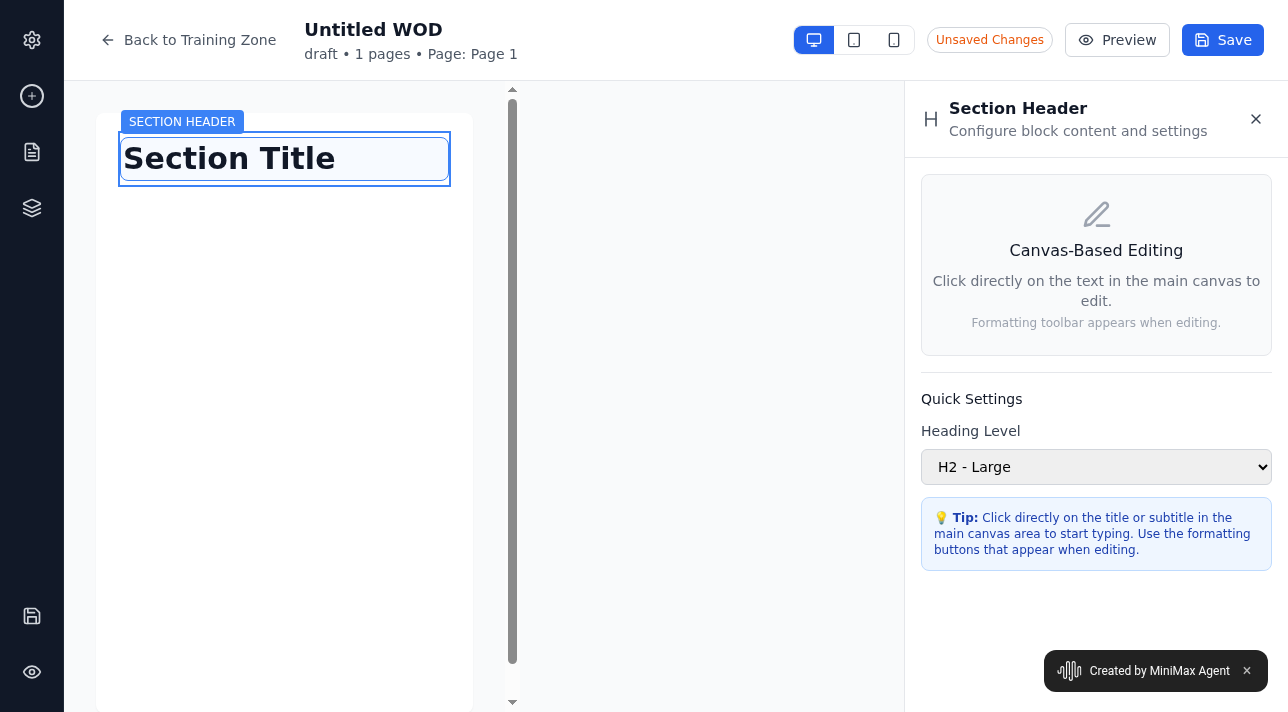 Back to Training Zone
Untitled WOD
draft • 1 pages • Page: Page 1
Unsaved Changes
Preview
Save
SECTION HEADER
Section Title
Section Header
Configure block content and settings
Canvas-Based Editing
Click directly on the text in the main canvas to
edit.
Formatting toolbar appears when editing.
Quick Settings
Heading Level
H2 - Large
💡 Tip: Click directly on the title or subtitle in the
main canvas area to start typing. Use the formatting
buttons that appear when editing.
Created by MiniMax Agent